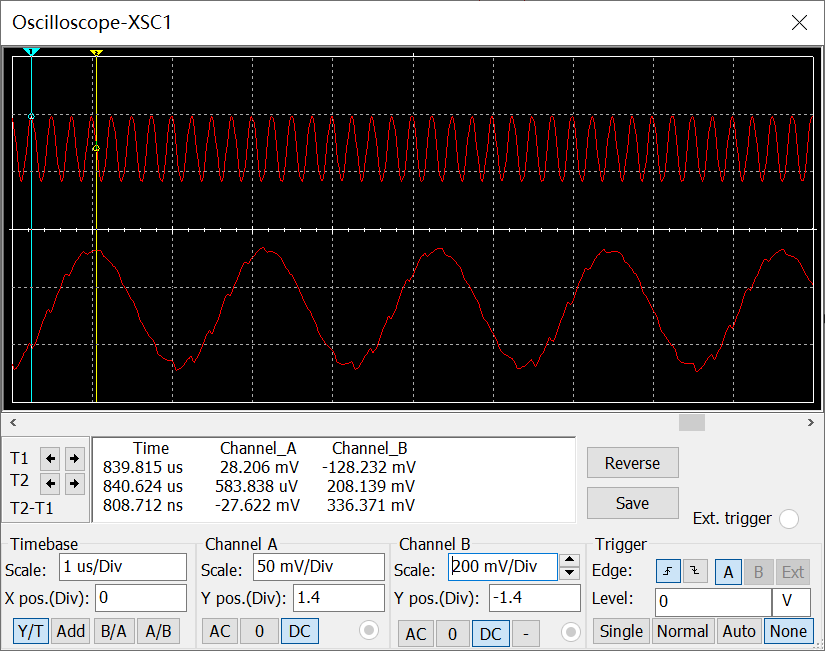 Oscilloscope-XSC1
1 2
Time Channel_A Channel_B
T1 839.815 us 28.206 mV -128.232 mV
T2 840.624 us 583.838 uV 208.139 mV
T2-T1 808.712 ns -27.622 mV 336.371 mV
Reverse
Save
Ext. trigger
Timebase Channel A Channel B Trigger
Scale: 1 us/Div Scale: 50 mV/Div Scale: 200 mV/Div Edge: A B Ext
X pos.(Div): 0 Y pos.(Div): 1.4 Y pos.(Div): -1.4 Level: 0 V
Y/T Add B/A A/B AC 0 DC AC 0 DC - Single Normal Auto None